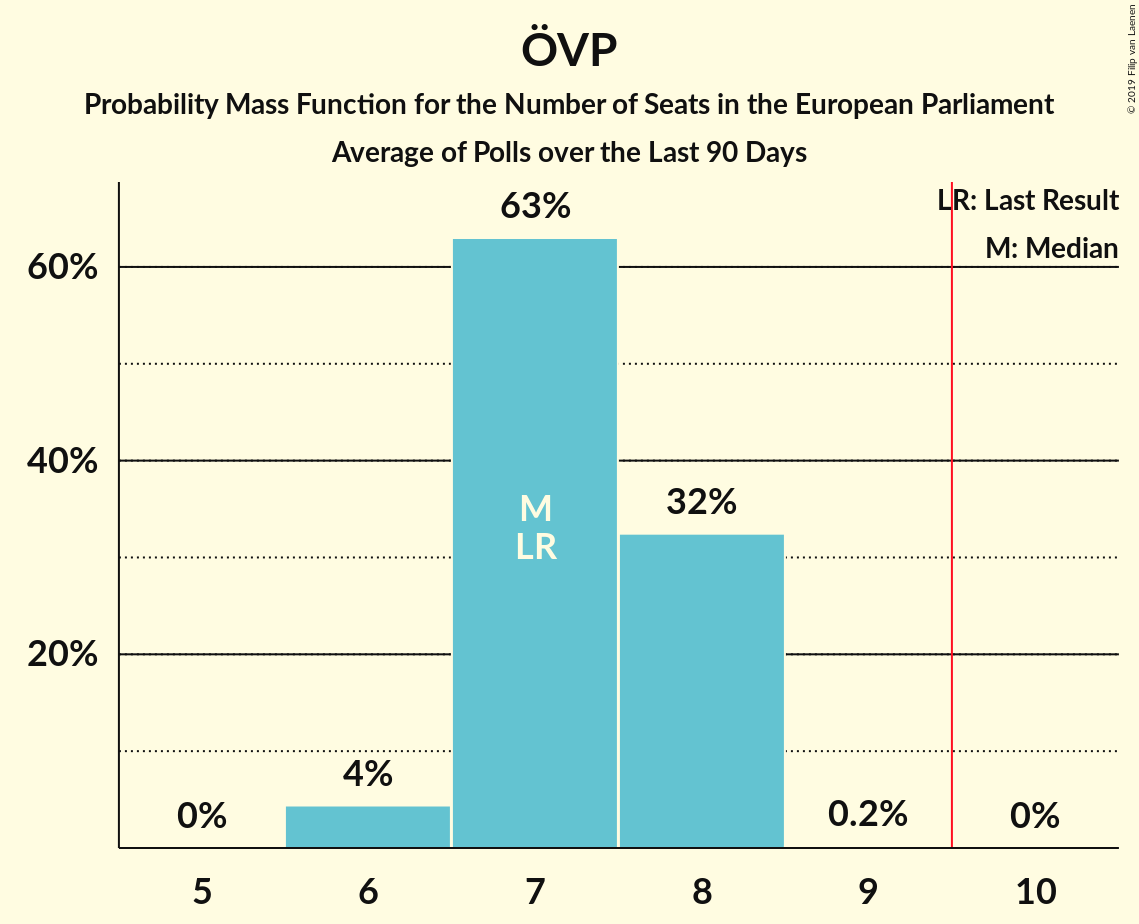 ÖVP
Probability Mass Function for the Number of Seats in the European Parliament
Average of Polls over the Last 90 Days
© 2019 Filip van Laenen
LR: Last Result
M: Median
63%
60%
40%
32%
M
LR
20%
4%
0%
0.2%
0%
5 6 7 8 9 10